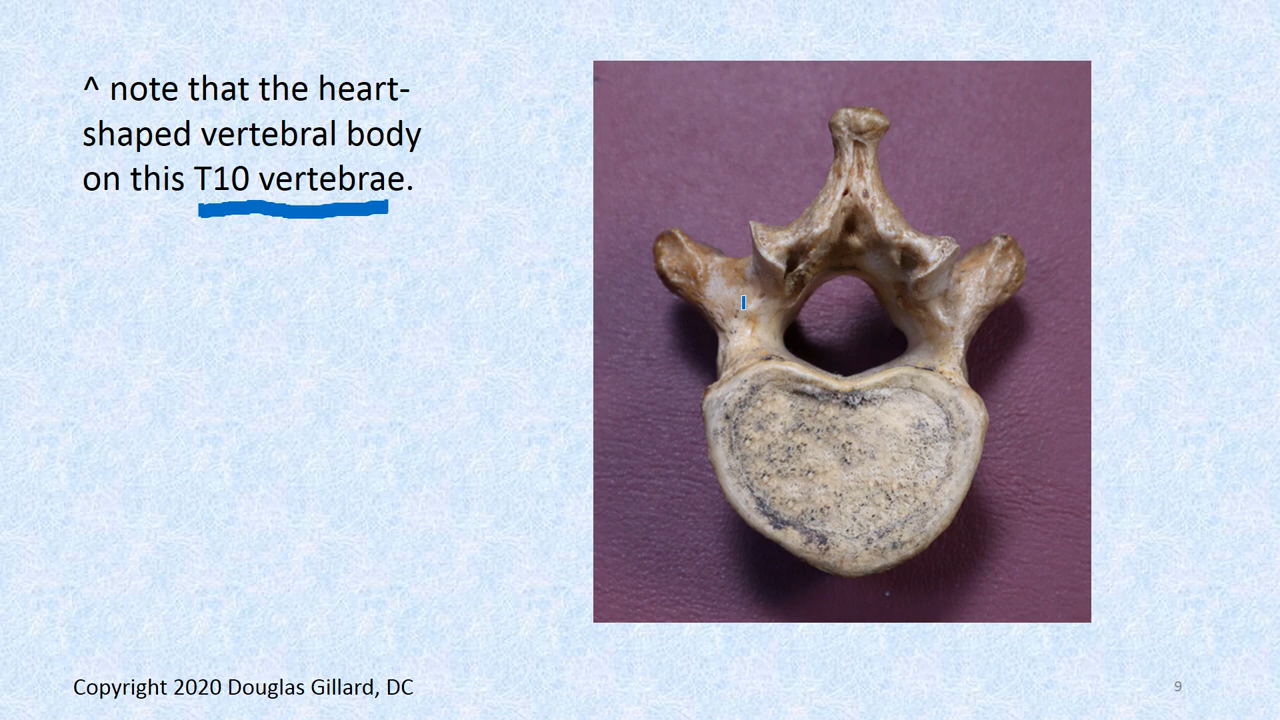 ^ note that the heart-
shaped vertebral body
on this T10 vertebrae.
Copyright 2020 Douglas Gillard, DC
9